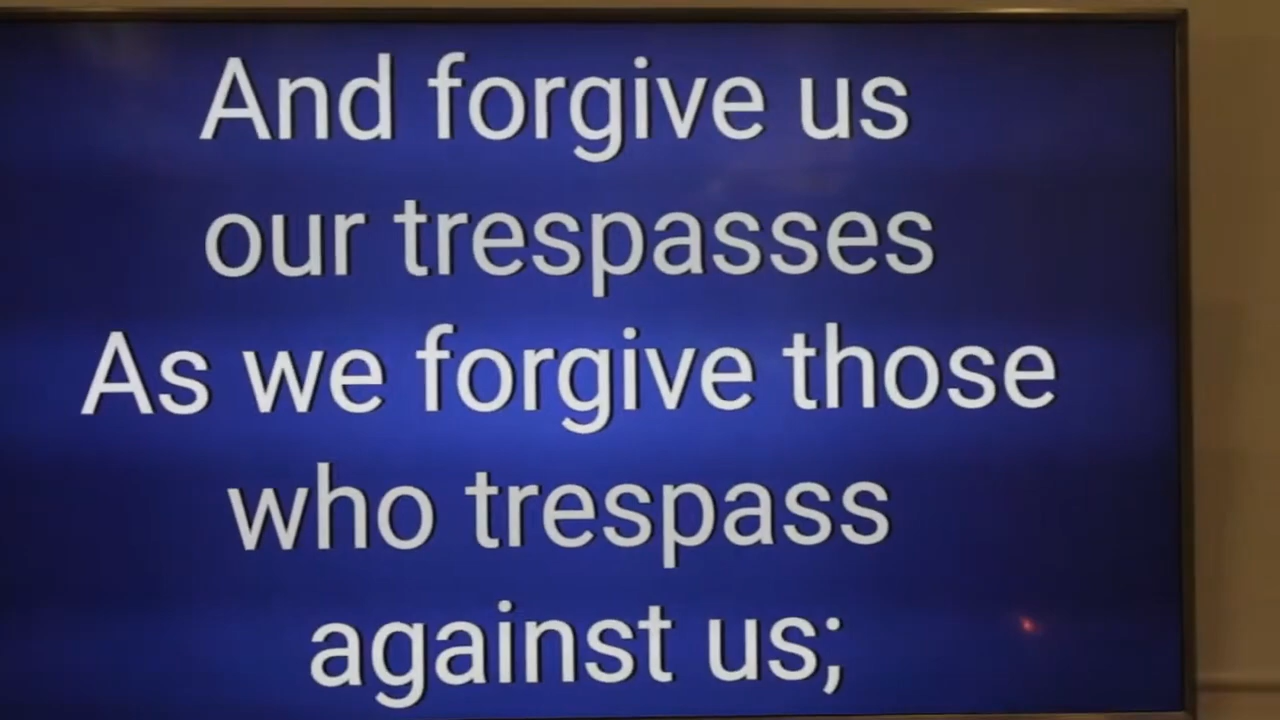 And forgive us
our trespasses
As we forgive those
who trespass
against us;